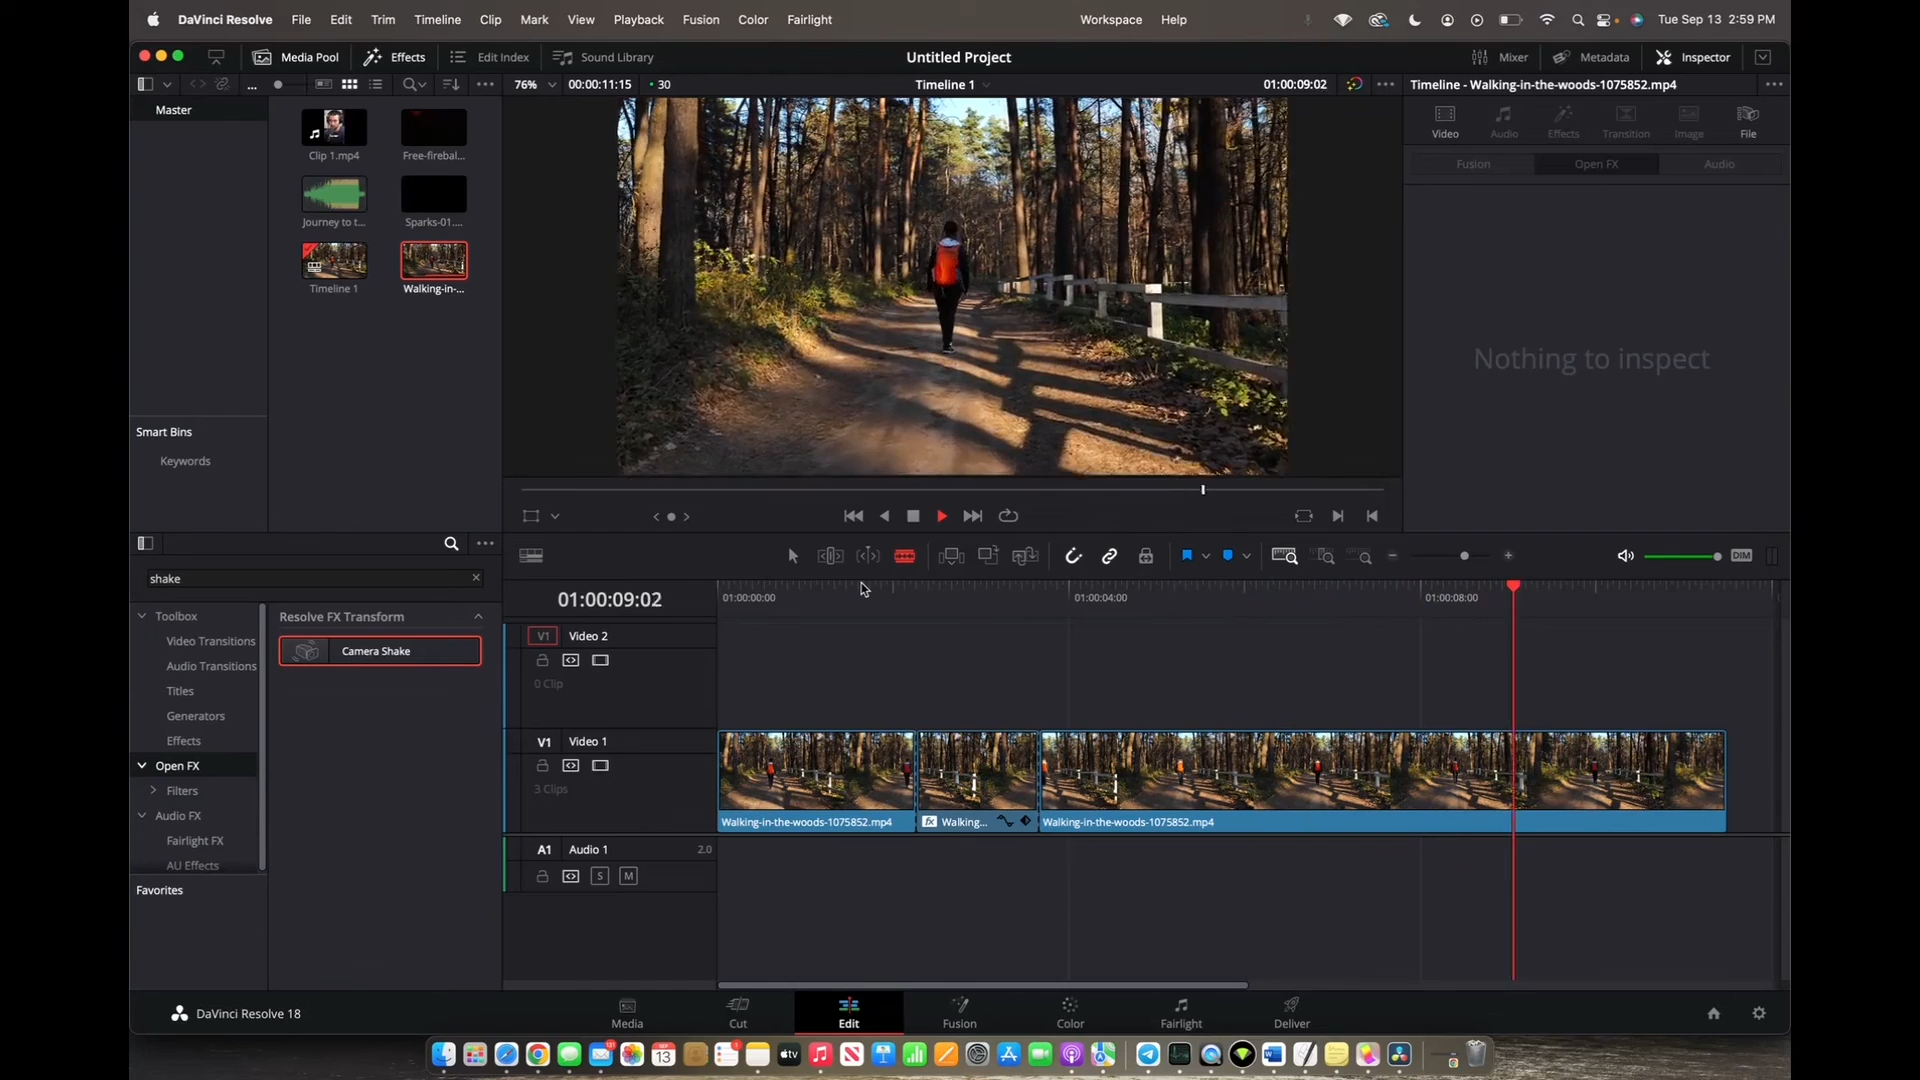 DaVinci Resolve File Edit Trim Timeline Clip Mark View Playback Fusion Color Fairlight Workspace Help Tue Sep 13 2:59 PM
Media Pool Effects Edit Index Sound Library Untitled Project Mixer Metadata Inspector
... 76% 00:00:11:15 • 30 Timeline 1 01:00:09:02 Timeline - Walking-in-the-woods-1075852.mp4
Master
Video Audio Effects Transition Image File
Clip 1.mp4 Free-firebal...
Fusion Open FX Audio
Journey to t... Sparks-01....
Timeline 1 Walking-in-...
Nothing to inspect
Smart Bins
Keywords
DIM
shake
01:00:09:02 01:00:00:00 01:00:04:00 01:00:08:00
Toolbox
Video Transitions
Audio Transitions
Titles
Generators
Effects
Open FX
Filters
Audio FX
Fairlight FX
AU Effects
Favorites
Resolve FX Transform
Camera Shake
V1 Video 2
0 Clip
V1 Video 1
3 Clips
Walking-in-the-woods-1075852.mp4 fx Walking... Walking-in-the-woods-1075852.mp4
A1 Audio 1 2.0
S M
DaVinci Resolve 18 Media Cut Edit Fusion Color Fairlight Deliver